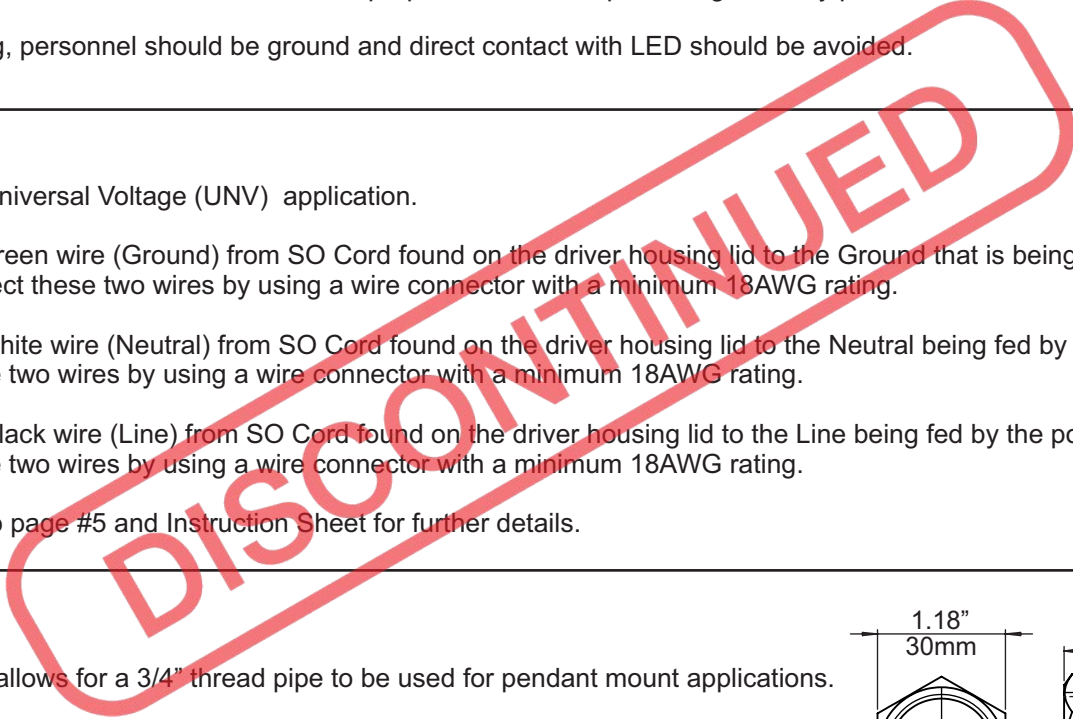 g, personnel should be ground and direct contact with LED should be avoided.
niversal Voltage (UNV) application.
reen wire (Ground) from SO Cord found on the driver housing lid to the Ground that is being
ect these two wires by using a wire connector with a minimum 18AWG rating.
hite wire (Neutral) from SO Cord found on the driver housing lid to the Neutral being fed by
e two wires by using a wire connector with a minimum 18AWG rating.
lack wire (Line) from SO Cord found on the driver housing lid to the Line being fed by the po
e two wires by using a wire connector with a minimum 18AWG rating.
o page #5 and Instruction Sheet for further details.
DISCONTINUED
1.18”
30mm
allows for a 3/4” thread pipe to be used for pendant mount applications.